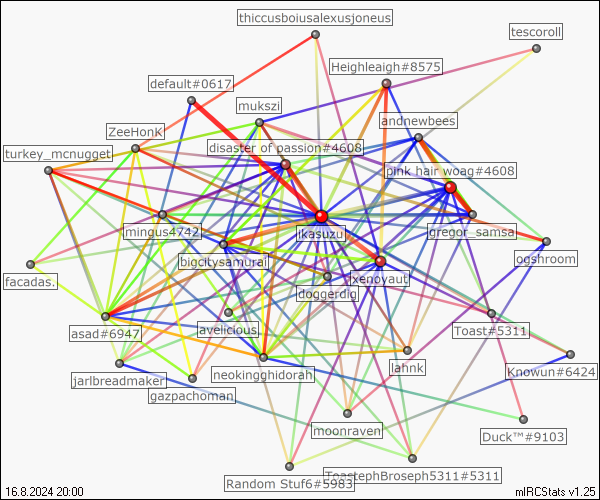 thiccusboiusalexusjoneus
tescoroll
Heighleaigh#8575
default#0617
mukszi
andnewbees
ZeeHonK
disaster of passion#4608
turkey_mcnugget
pink hair woag#4608
mingus4742
ikasuzu
gregor_samsa
bigcitysamurai
ogshroom
xenoyaut
facadas.
doggerdig
asad#6947
avelicious_
Toast#5311
lahnk
jarlbreadmaker
neokingghidorah
Knowun#6424
gazpachoman
moonraven
Duck™#9103
Random Stuf6#5983
ToastephBroseph5311#5311
16.8.2024 20:00
mIRCStats v1.25